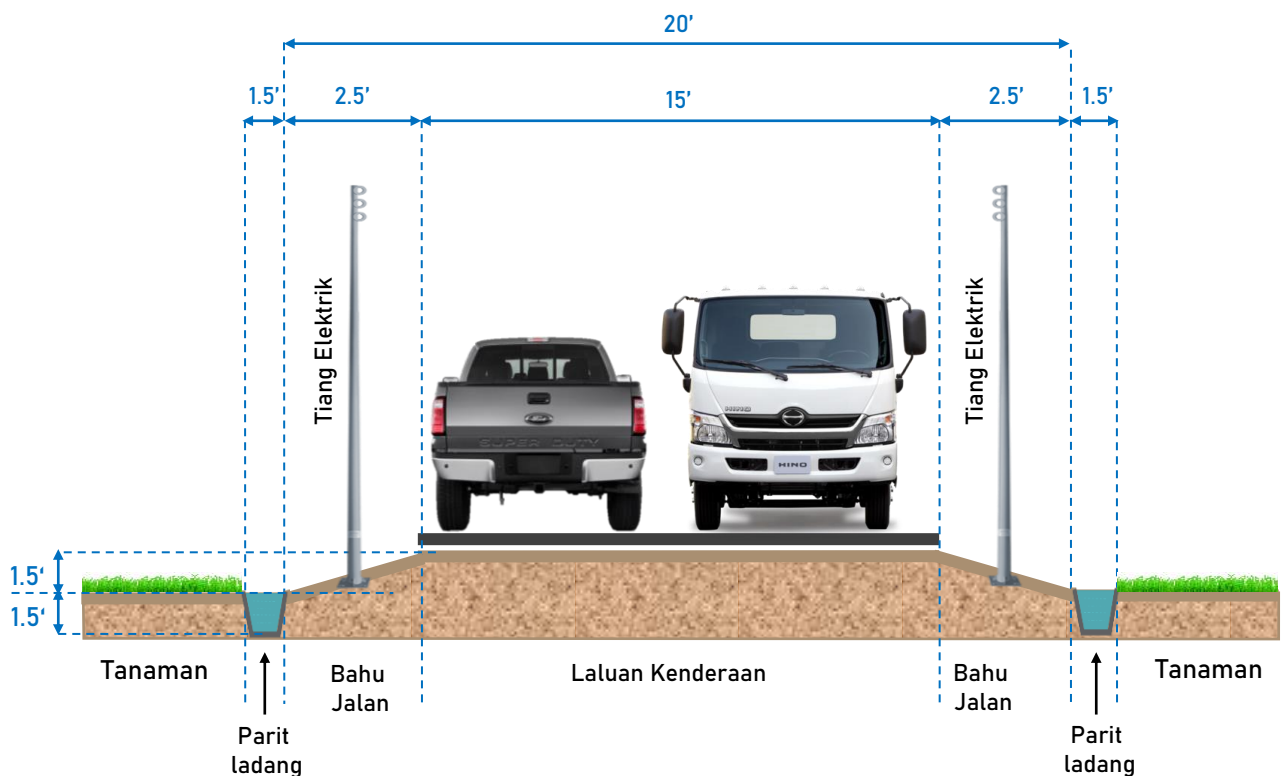 20’
1.5’
2.5’
15’
2.5’
1.5’
Tiang Elektrik
Tiang Elektrik
SUPER DUTY
HINO
HINO
1.5‘
1.5‘
Tanaman
Bahu
Jalan
Laluan Kenderaan
Bahu
Jalan
Tanaman
Parit
ladang
Parit
ladang